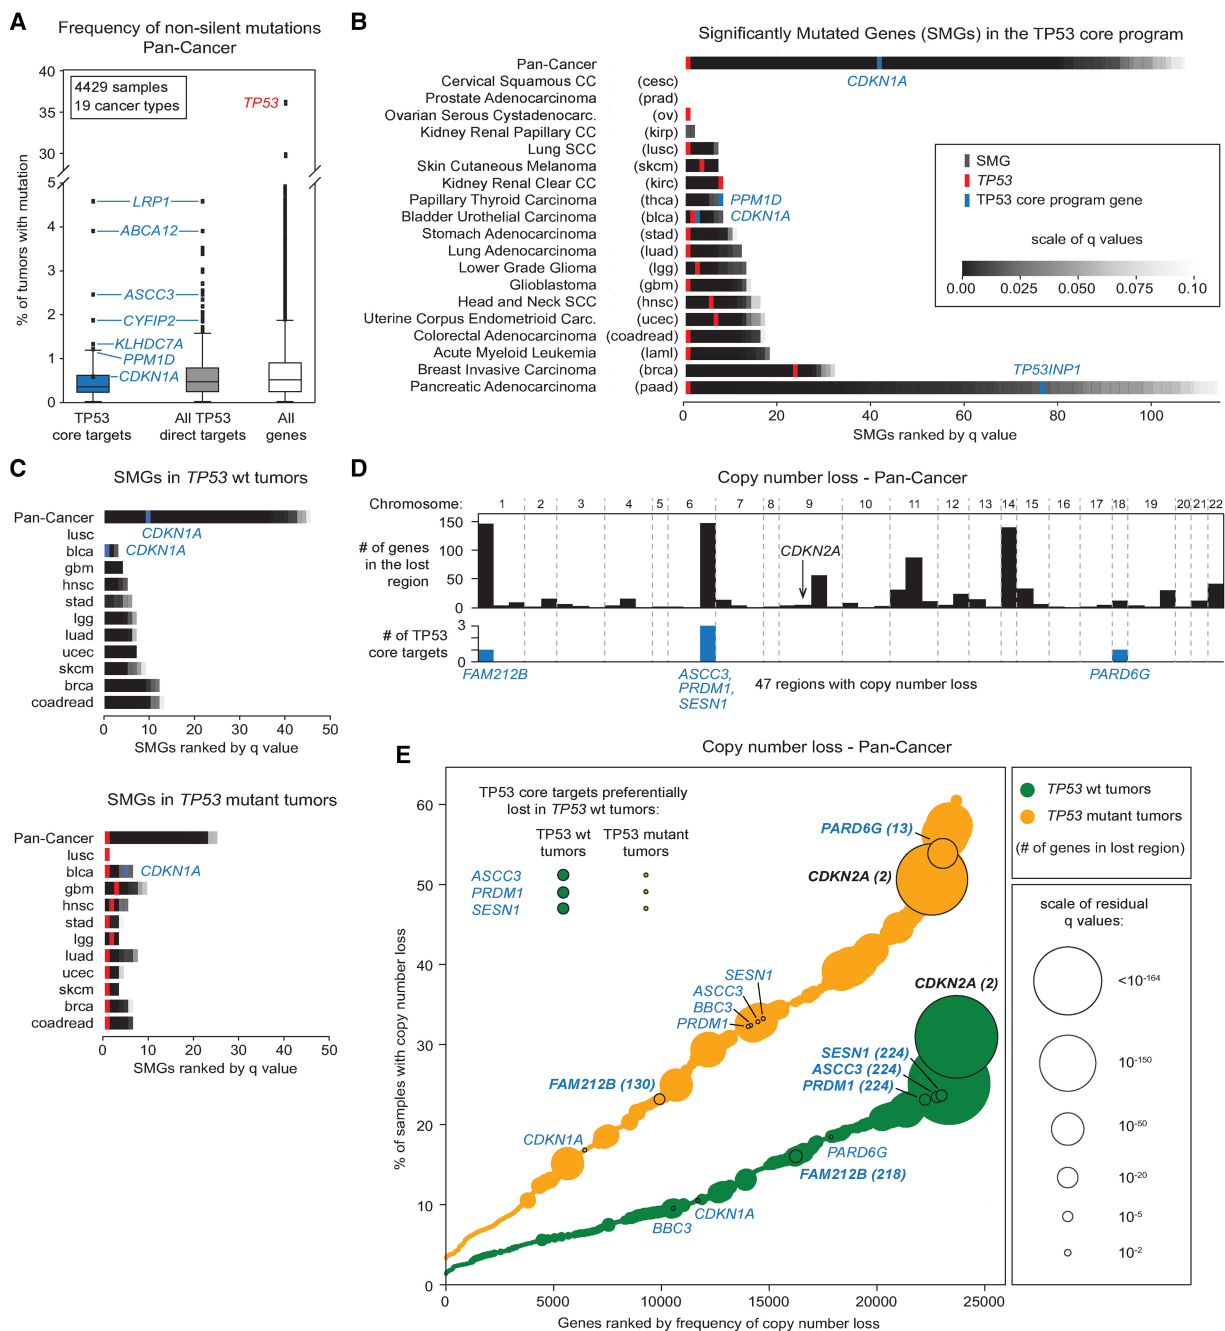 A
Frequency of non-silent mutations
Pan-Cancer
4429 samples
19 cancer types
TP53
40
35
30
5
4
3
2
1
0
% of tumors with mutation
LRP1
ABCA12
ASCC3
CYFIP2
KLHDC7A
PPM1D
CDKN1A
TP53
core targets
All TP53
direct targets
All
genes
B
Significantly Mutated Genes (SMGs) in the TP53 core program
Pan-Cancer
CDKN1A
Cervical Squamous CC (cesc)
Prostate Adenocarcinoma (prad)
Ovarian Serous Cystadenocarc. (ov)
Kidney Renal Papillary CC (kirp)
Lung SCC (lusc)
Skin Cutaneous Melanoma (skcm)
Kidney Renal Clear CC (kirc)
Papillary Thyroid Carcinoma (thca) PPM1D
Bladder Urothelial Carcinoma (blca) CDKN1A
Stomach Adenocarcinoma (stad)
Lung Adenocarcinoma (luad)
Lower Grade Glioma (lgg)
Glioblastoma (gbm)
Head and Neck SCC (hnsc)
Uterine Corpus Endometrioid Carc. (ucec)
Colorectal Adenocarcinoma (coadread)
Acute Myeloid Leukemia (laml)
Breast Invasive Carcinoma (brca) TP53INP1
Pancreatic Adenocarcinoma (paad)
0 20 40 60 80 100
SMGs ranked by q value
SMG
TP53
TP53 core program gene
scale of q values
0.00 0.025 0.050 0.075 0.10
C
SMGs in TP53 wt tumors
Pan-Cancer
lusc CDKN1A
blca CDKN1A
gbm
hnsc
stad
lgg
luad
ucec
skcm
brca
coadread
0 10 20 30 40 50
SMGs ranked by q value
SMGs in TP53 mutant tumors
Pan-Cancer
lusc
blca CDKN1A
gbm
hnsc
stad
lgg
luad
ucec
skcm
brca
coadread
0 10 20 30 40 50
SMGs ranked by q value
D
Copy number loss - Pan-Cancer
Chromosome: 1 2 3 4 5 6 7 8 9 10 11 12 13 14 15 16 17 18 19 20 21 22
150
100
50
0
# of genes
in the lost
region
CDKN2A
3
0
# of TP53
core targets
FAM212B
ASCC3,
PRDM1,
SESN1
47 regions with copy number loss
PARD6G
E
Copy number loss - Pan-Cancer
60
50
40
30
20
10
0
% of samples with copy number loss
TP53 core targets preferentially
lost in TP53 wt tumors:
TP53 wt
tumors
TP53 mutant
tumors
ASCC3
PRDM1
SESN1
PARD6G (13)
CDKN2A (2)
SESN1
ASCC3
BBC3
PRDM1
CDKN2A (2)
SESN1 (224)
ASCC3 (224)
PRDM1 (224)
FAM212B (130)
CDKN1A
PARD6G
FAM212B (218)
CDKN1A
BBC3
0 5000 10000 15000 20000 25000
Genes ranked by frequency of copy number loss
TP53 wt tumors
TP53 mutant tumors
(# of genes in lost region)
scale of residual
q values:
<10-164
10-150
10-50
10-20
10-5
10-2